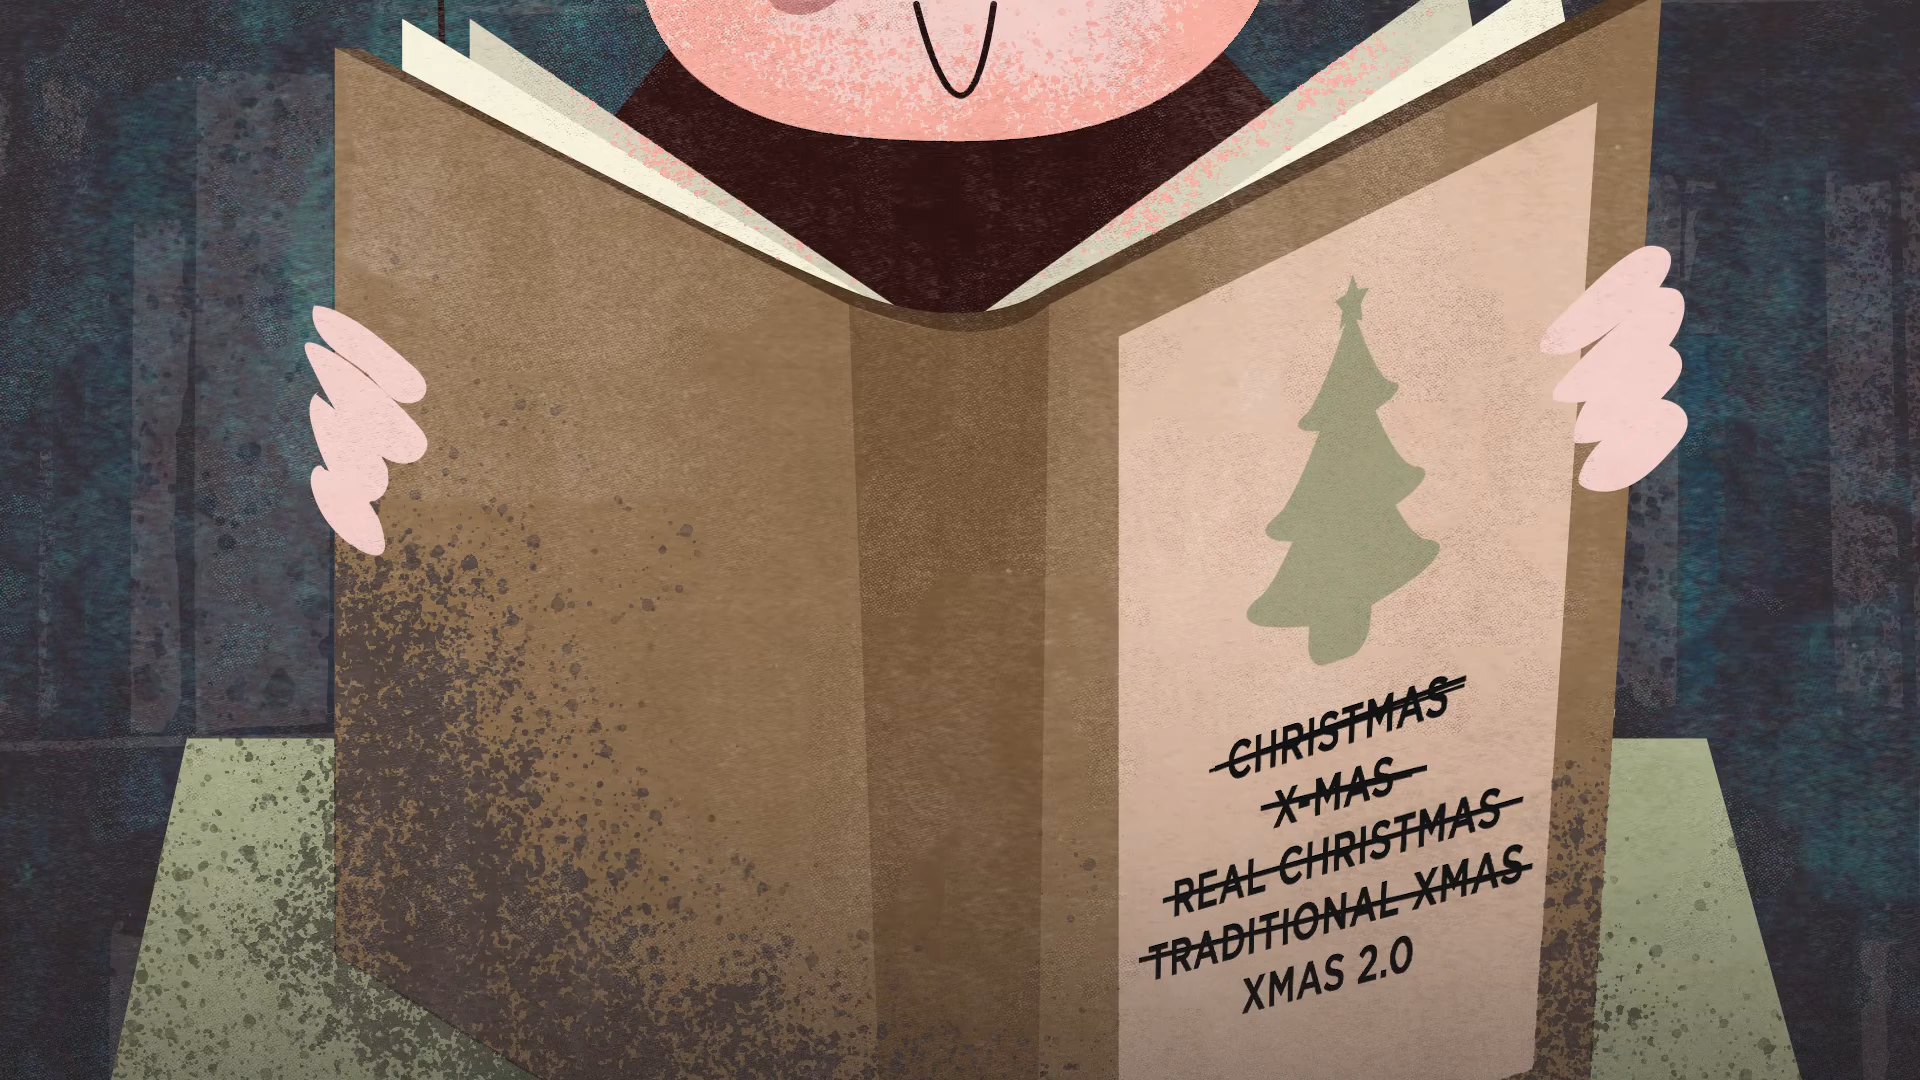 CHRISTMAS
X-MAS
REAL CHRISTMAS
TRADITIONAL XMAS
XMAS 2.0